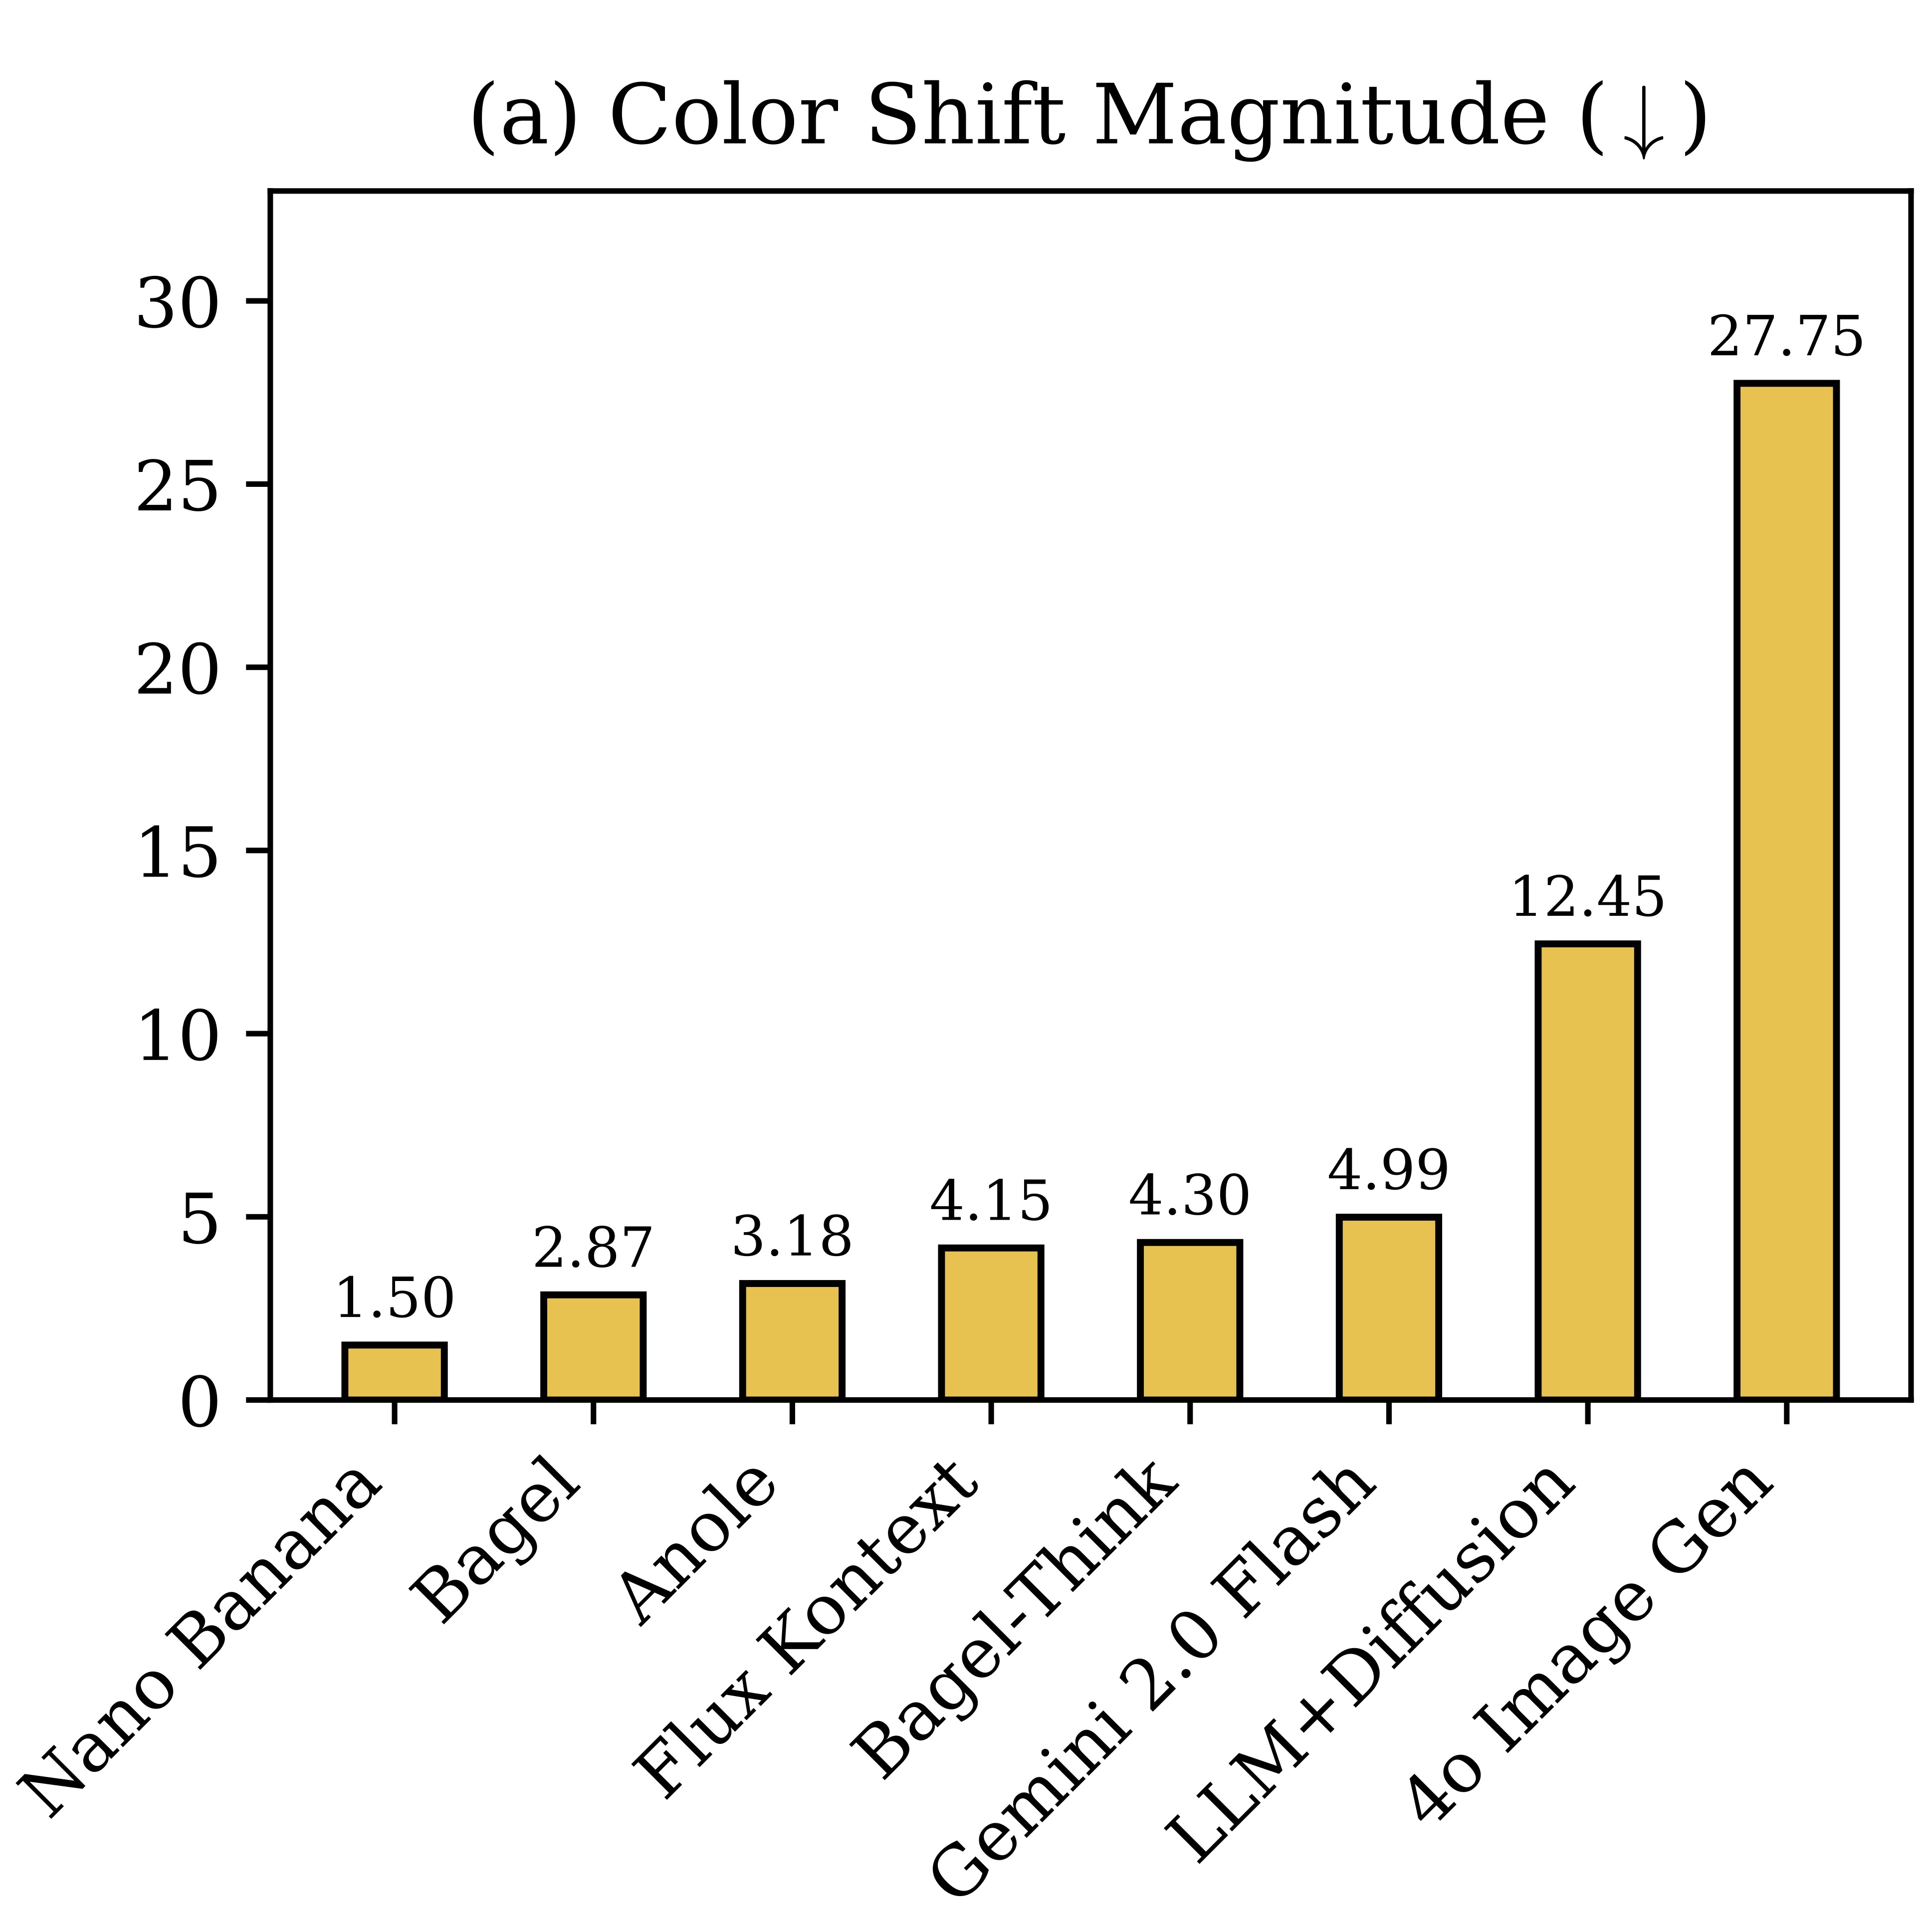 (a) Color Shift Magnitude (↓)
30
25
20
15
10
5
0
1.50
2.87
3.18
4.15
4.30
4.99
12.45
27.75
Nano Banana
Bagel
Anole
Flux Kontext
Bagel-Think
Gemini 2.0 Flash
LLM+Diffusion
4o Image Gen